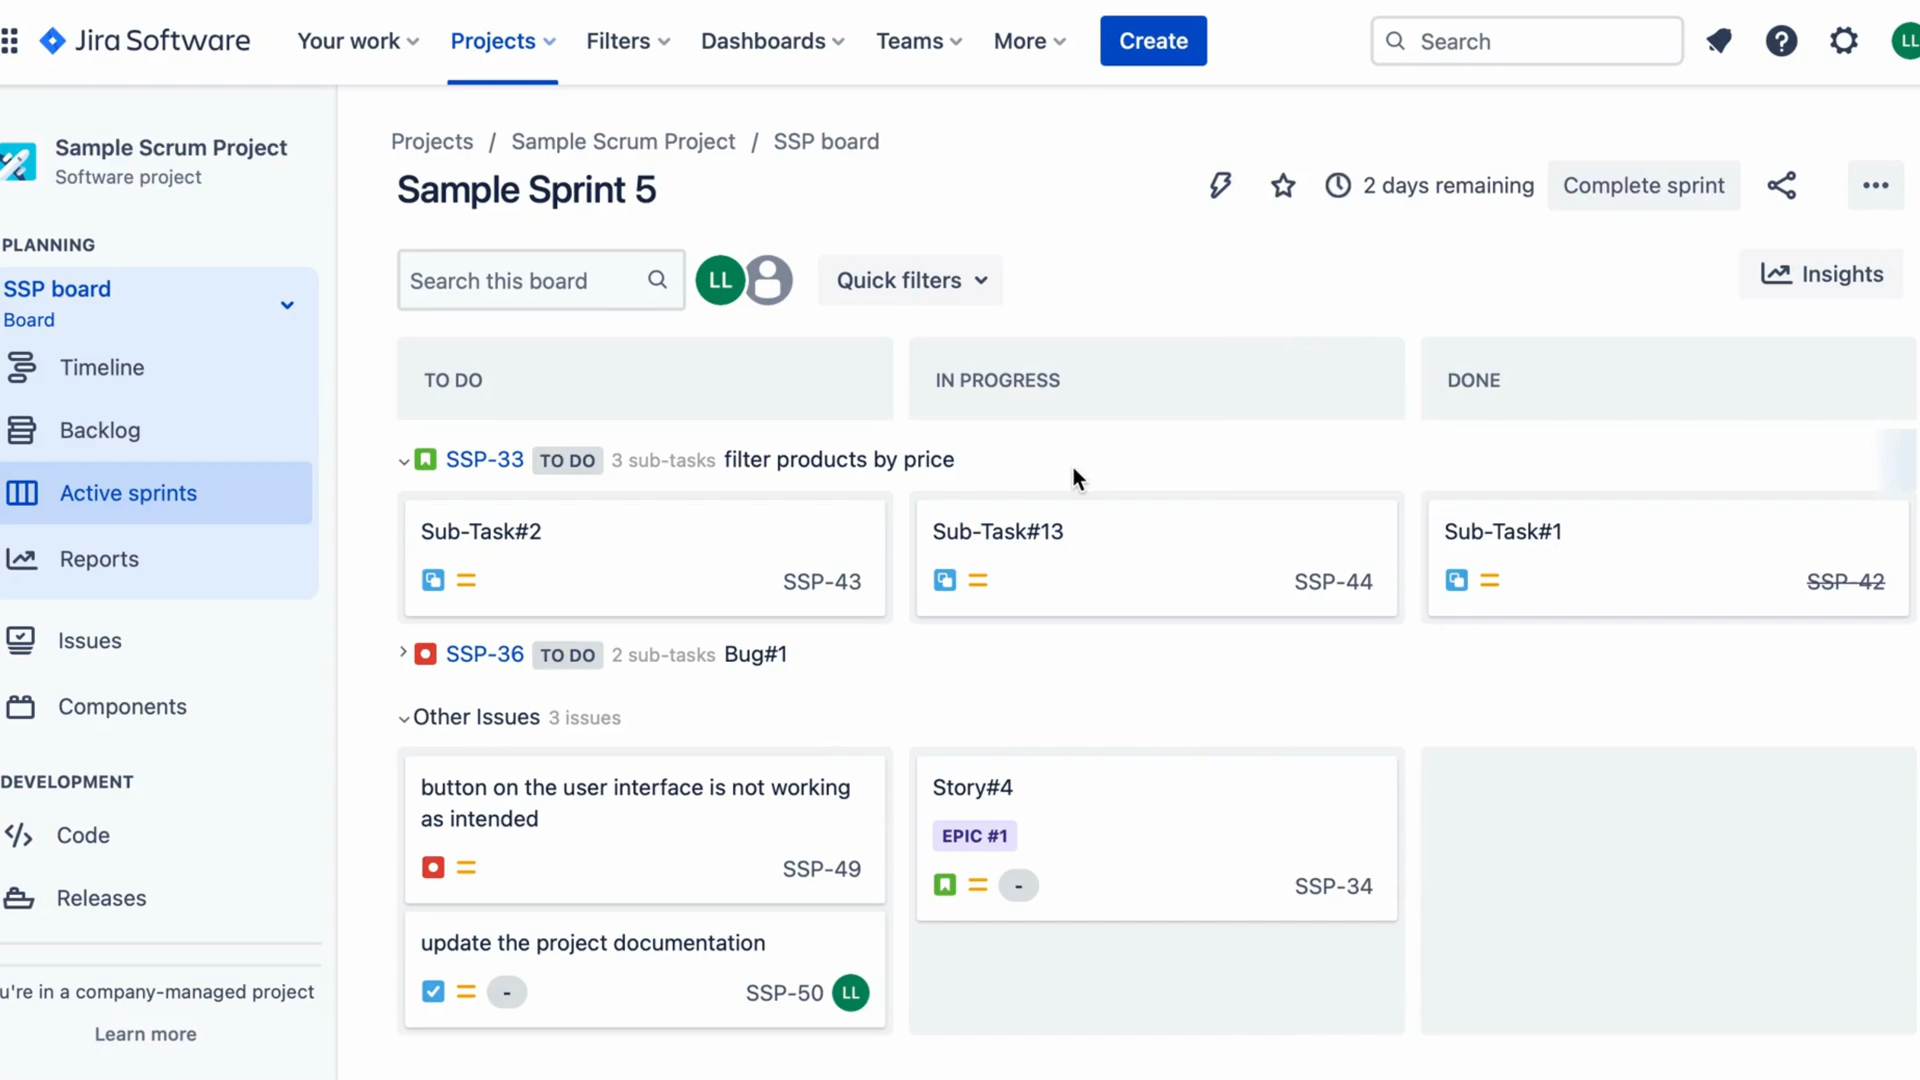 Jira Software
Your work
Projects
Filters
Dashboards
Teams
More
Create
Search
LL
Sample Scrum Project
Software project
PLANNING
SSP board
Board
Timeline
Backlog
Active sprints
Reports
Issues
Components
DEVELOPMENT
Code
Releases
u're in a company-managed project
Learn more
Projects / Sample Scrum Project / SSP board
Sample Sprint 5
2 days remaining
Complete sprint
Search this board
LL
Quick filters
Insights
TO DO
IN PROGRESS
DONE
SSP-33 TO DO 3 sub-tasks filter products by price
Sub-Task#2
SSP-43
Sub-Task#13
SSP-44
Sub-Task#1
SSP-42
SSP-36 TO DO 2 sub-tasks Bug#1
Other Issues 3 issues
button on the user interface is not working
as intended
SSP-49
Story#4
EPIC #1
-
SSP-34
update the project documentation
-
SSP-50
LL